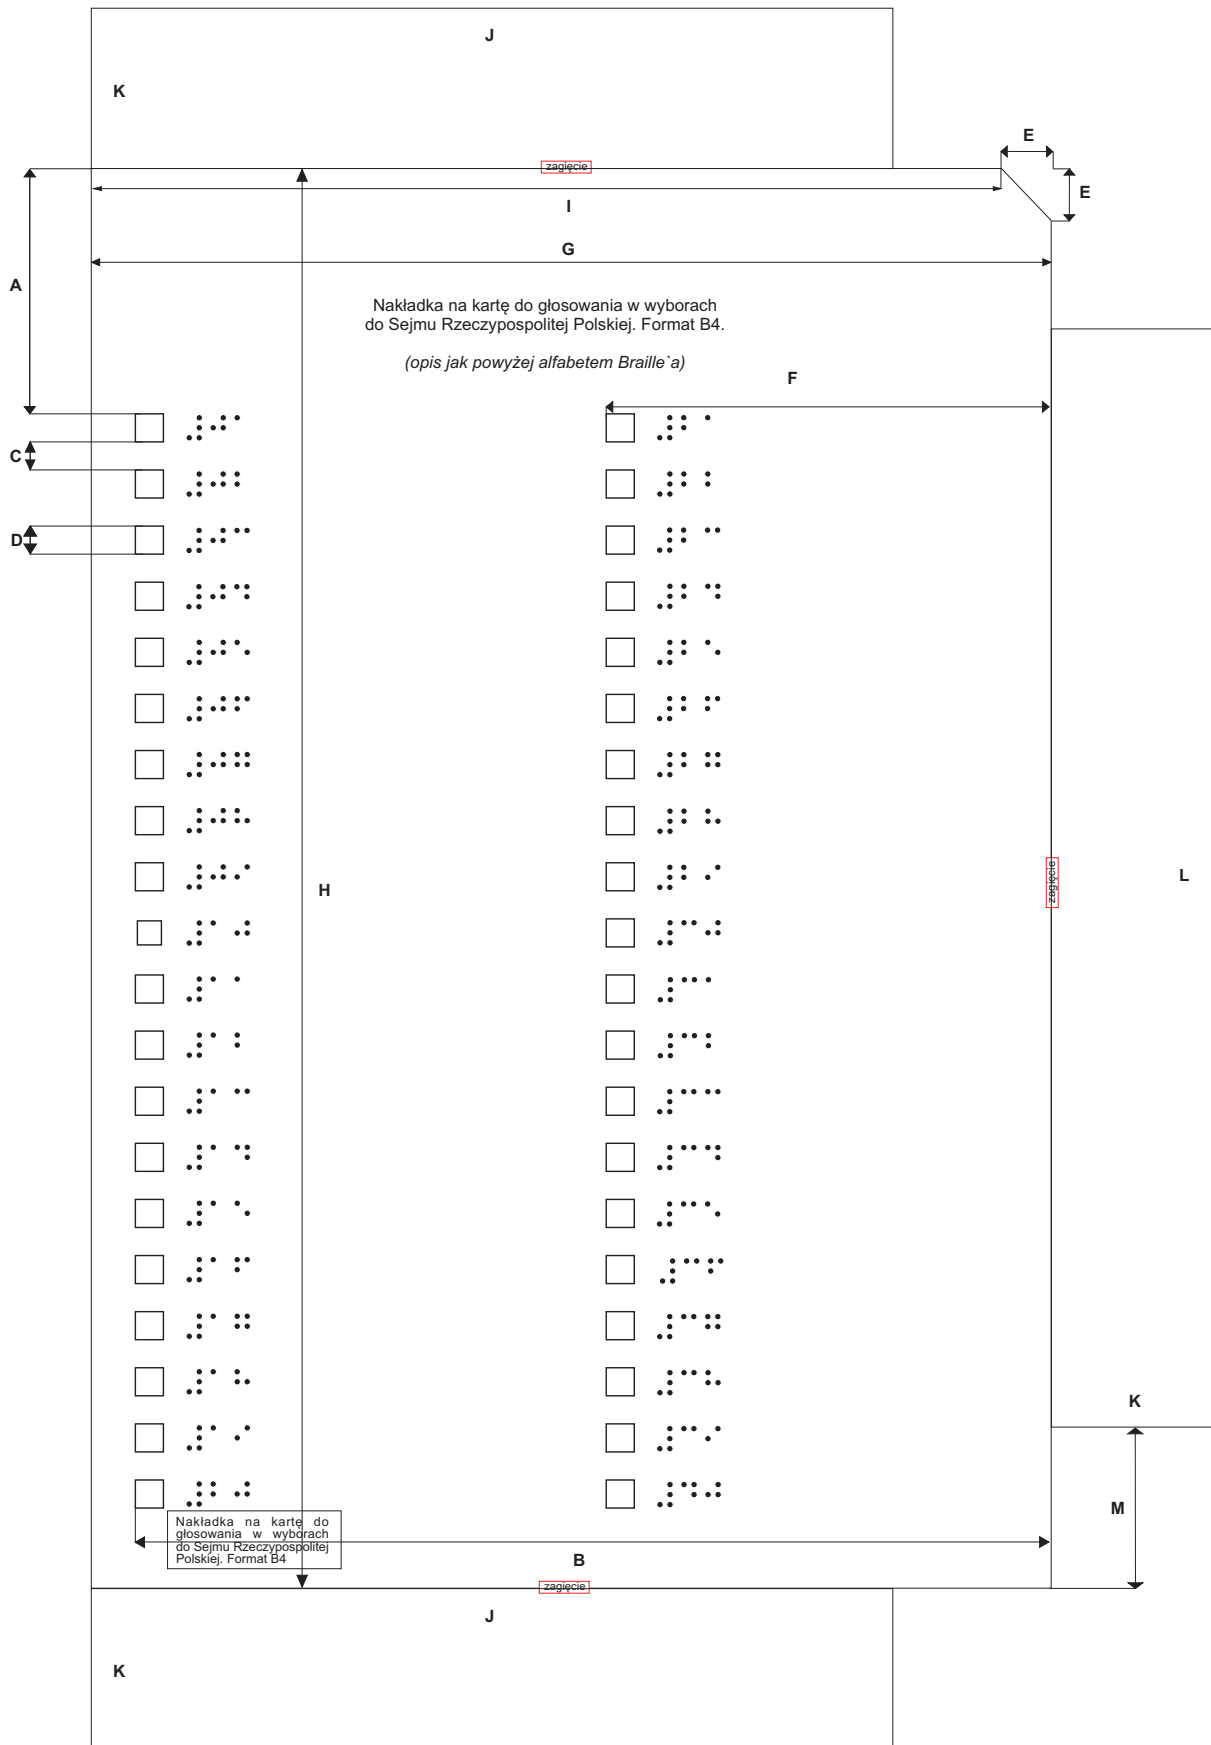 J
K
E
zagięcie
E
I
G
A
Nakładka na kartę do głosowania w wyborach
do Sejmu Rzeczypospolitej Polskiej. Format B4.
(opis jak powyżej alfabetem Braille`a)
F
C
D
⠼⠚⠁
⠼⠚⠃
⠼⠚⠉
⠼⠚⠙
⠼⠚⠑
⠼⠚⠋
⠼⠚⠛
⠼⠚⠓
⠼⠚⠊
⠼⠁⠚
⠼⠁⠁
⠼⠁⠃
⠼⠁⠉
⠼⠁⠙
⠼⠁⠑
⠼⠁⠋
⠼⠁⠛
⠼⠁⠓
⠼⠁⠊
⠼⠃⠚
H
⠼⠃⠁
⠼⠃⠃
⠼⠃⠉
⠼⠃⠙
⠼⠃⠑
⠼⠃⠋
⠼⠃⠛
⠼⠃⠓
⠼⠃⠊
⠼⠉⠚
⠼⠉⠁
⠼⠉⠃
⠼⠉⠉
⠼⠉⠙
⠼⠉⠑
⠼⠉⠋
⠼⠉⠛
⠼⠉⠓
⠼⠉⠊
⠼⠙⠚
zagięcie
L
K
M
Nakładka na kartę do
głosowania w wyborach
do Sejmu Rzeczypospolitej
Polskiej. Format B4
B
zagięcie
J
K